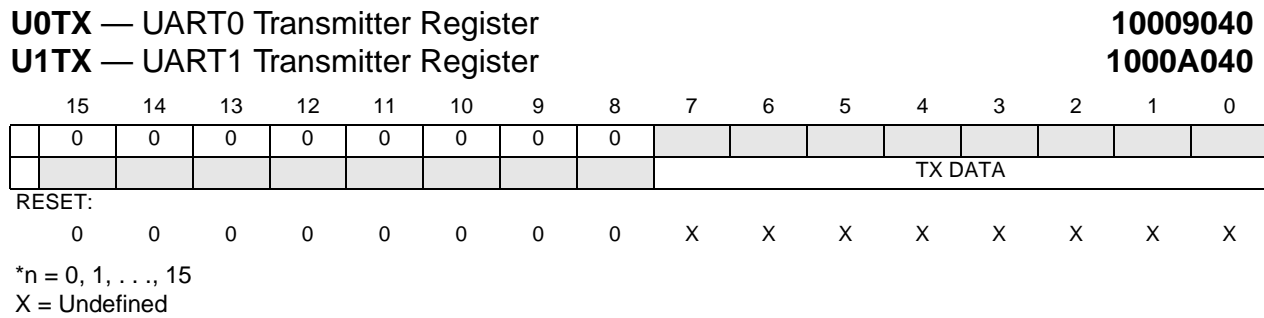 U0TX — UART0 Transmitter Register 10009040
U1TX — UART1 Transmitter Register 1000A040
15 14 13 12 11 10 9 8 7 6 5 4 3 2 1 0
0 0 0 0 0 0 0 0
TX DATA
RESET:
0 0 0 0 0 0 0 0 X X X X X X X X
*n = 0, 1, . . ., 15
X = Undefined